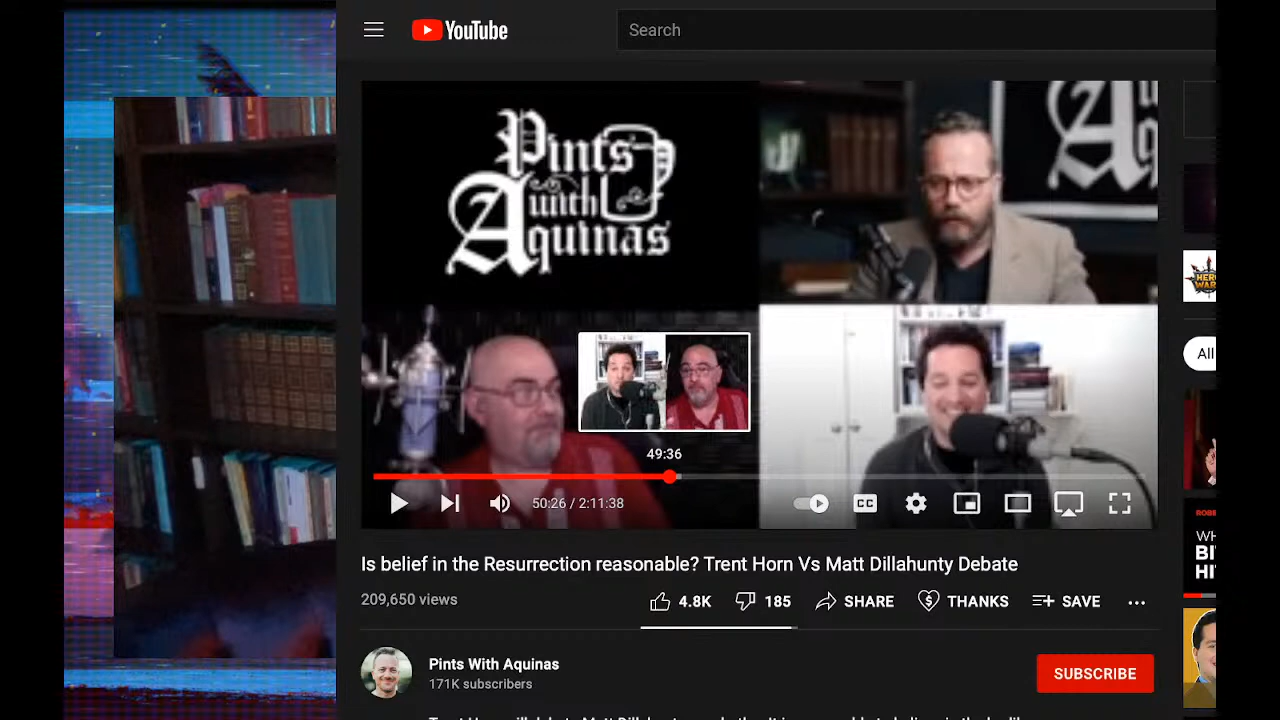 YouTube
Search
Pints
with
Aquinas
49:36
50:26 / 2:11:38
CC
All
Is belief in the Resurrection reasonable? Trent Horn Vs Matt Dillahunty Debate
209,650 views
4.8K
185
SHARE
THANKS
SAVE
Pints With Aquinas
171K subscribers
SUBSCRIBE